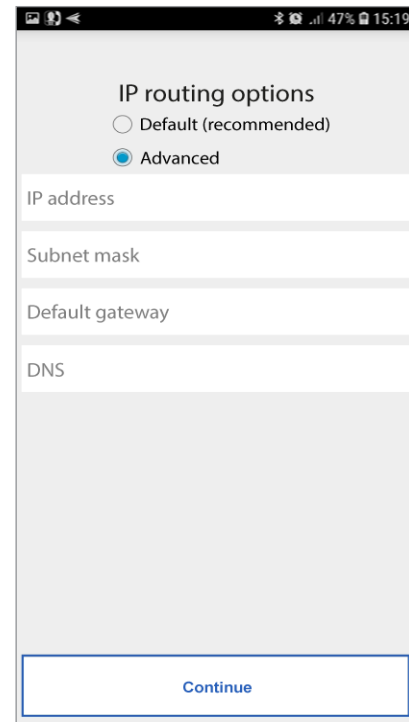 47% 15:19
IP routing options
Default (recommended)
Advanced
IP address
Subnet mask
Default gateway
DNS
Continue